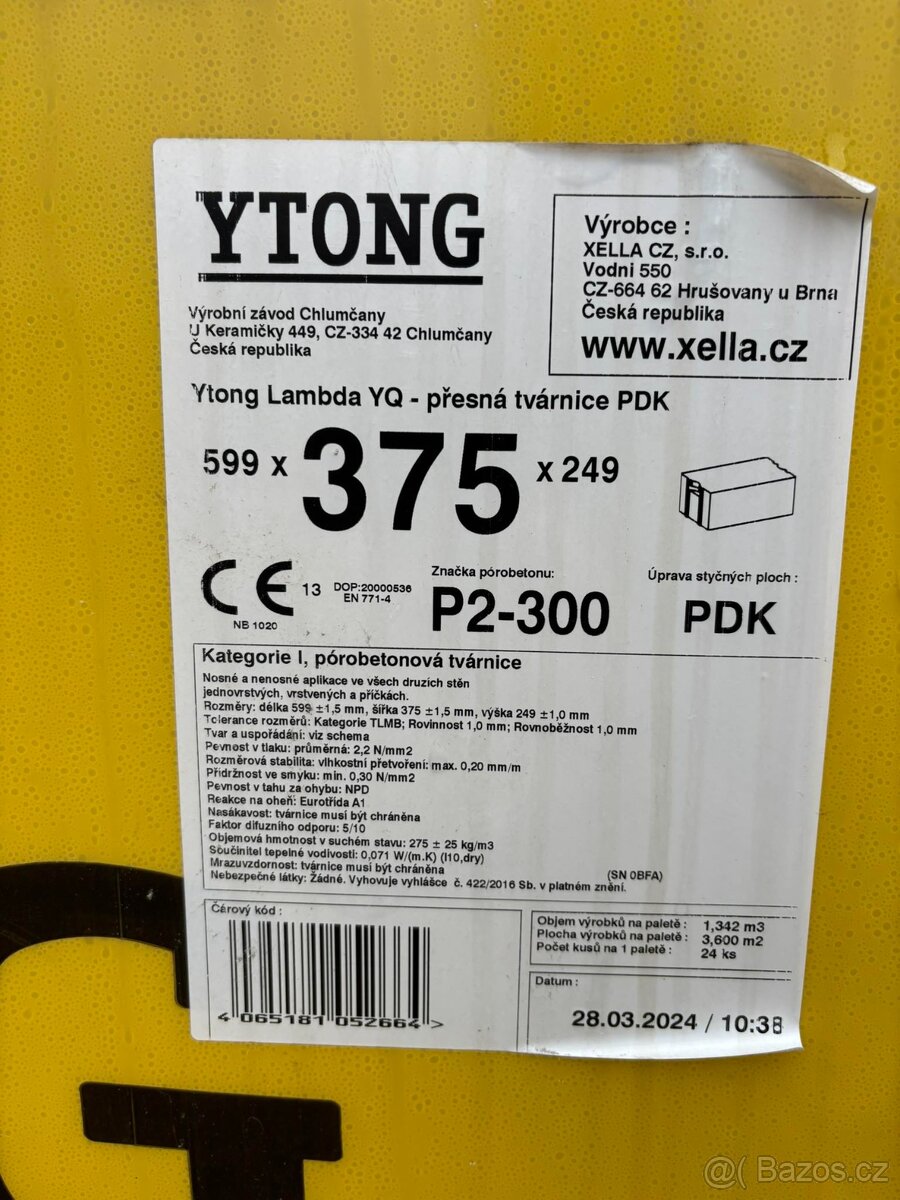 YTONG
Výrobce :
XELLA CZ, s.r.o.
Vodni 550
CZ-664 62 Hrušovany u Brna
Česká republika
www.xella.cz
Výrobní závod Chlumčany
U Keramičky 449, CZ-334 42 Chlumčany
Česká republika
Ytong Lambda YQ - přesná tvárnice PDK
599 x 375 x 249
CE 13 DOP:20000536
EN 771-4
NB 1020
Značka pórobetonu:
P2-300
Úprava styčných ploch :
PDK
Kategorie I, pórobetonová tvárnice
Nosné a nenosné aplikace ve všech druzích stěn
jednovrstvých, vrstvených a příčkách.
Rozměry: délka 599 ±1,5 mm, šířka 375 ±1,5 mm, výška 249 ±1,0 mm
Tolerance rozměrů: Kategorie TLMB; Rovinnost 1,0 mm; Rovnoběžnost 1,0 mm
Tvar a uspořádání: viz schema
Pevnost v tlaku: průměrná: 2,2 N/mm2
Rozměrová stabilita: vlhkostní přetvoření: max. 0,20 mm/m
Přídržnost ve smyku: min. 0,30 N/mm2
Pevnost v tahu za ohybu: NPD
Reakce na oheň: Eurotřída A1
Nasákavost: tvárnice musí být chráněna
Faktor difuzního odporu: 5/10
Objemová hmotnost v suchém stavu: 275 ± 25 kg/m3
Součinitel tepelné vodivosti: 0,071 W/(m.K) (l10,dry)
Mrazuvzdornost: tvárnice musí být chráněna
(SN 0BFA)
Nebezpečné látky: Žádné. Vyhovuje vyhlášce č. 422/2016 Sb. v platném znění.
Čárový kód :
4 065181 052664 >
Objem výrobků na paletě : 1,342 m3
Plocha výrobků na paletě : 3,600 m2
Počet kusů na 1 paletě : 24 ks
Datum :
28.03.2024 / 10:38
G
@( Bazos.cz